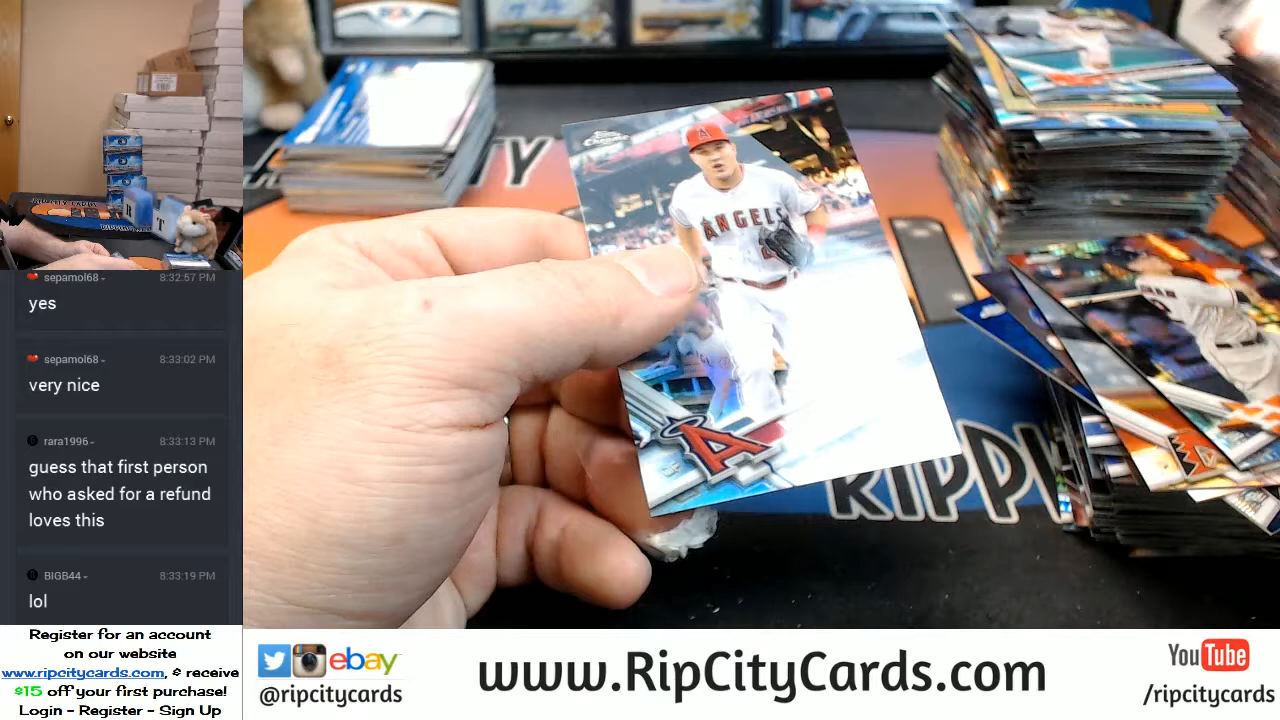 sepamol68
8:32:57 PM
yes
sepamol68
8:33:02 PM
very nice
rara1996
8:33:13 PM
guess that first person
who asked for a refund
loves this
BIGB44
8:33:19 PM
lol
Register for an account
on our website
www.ripcitycards.com, & receive
$15 off your first purchase!
Login - Register - Sign Up
Chrome
ANGELS
A
RIPPI
ebay
@ripcitycards
www.RipCityCards.com
YouTube
/ripcitycards